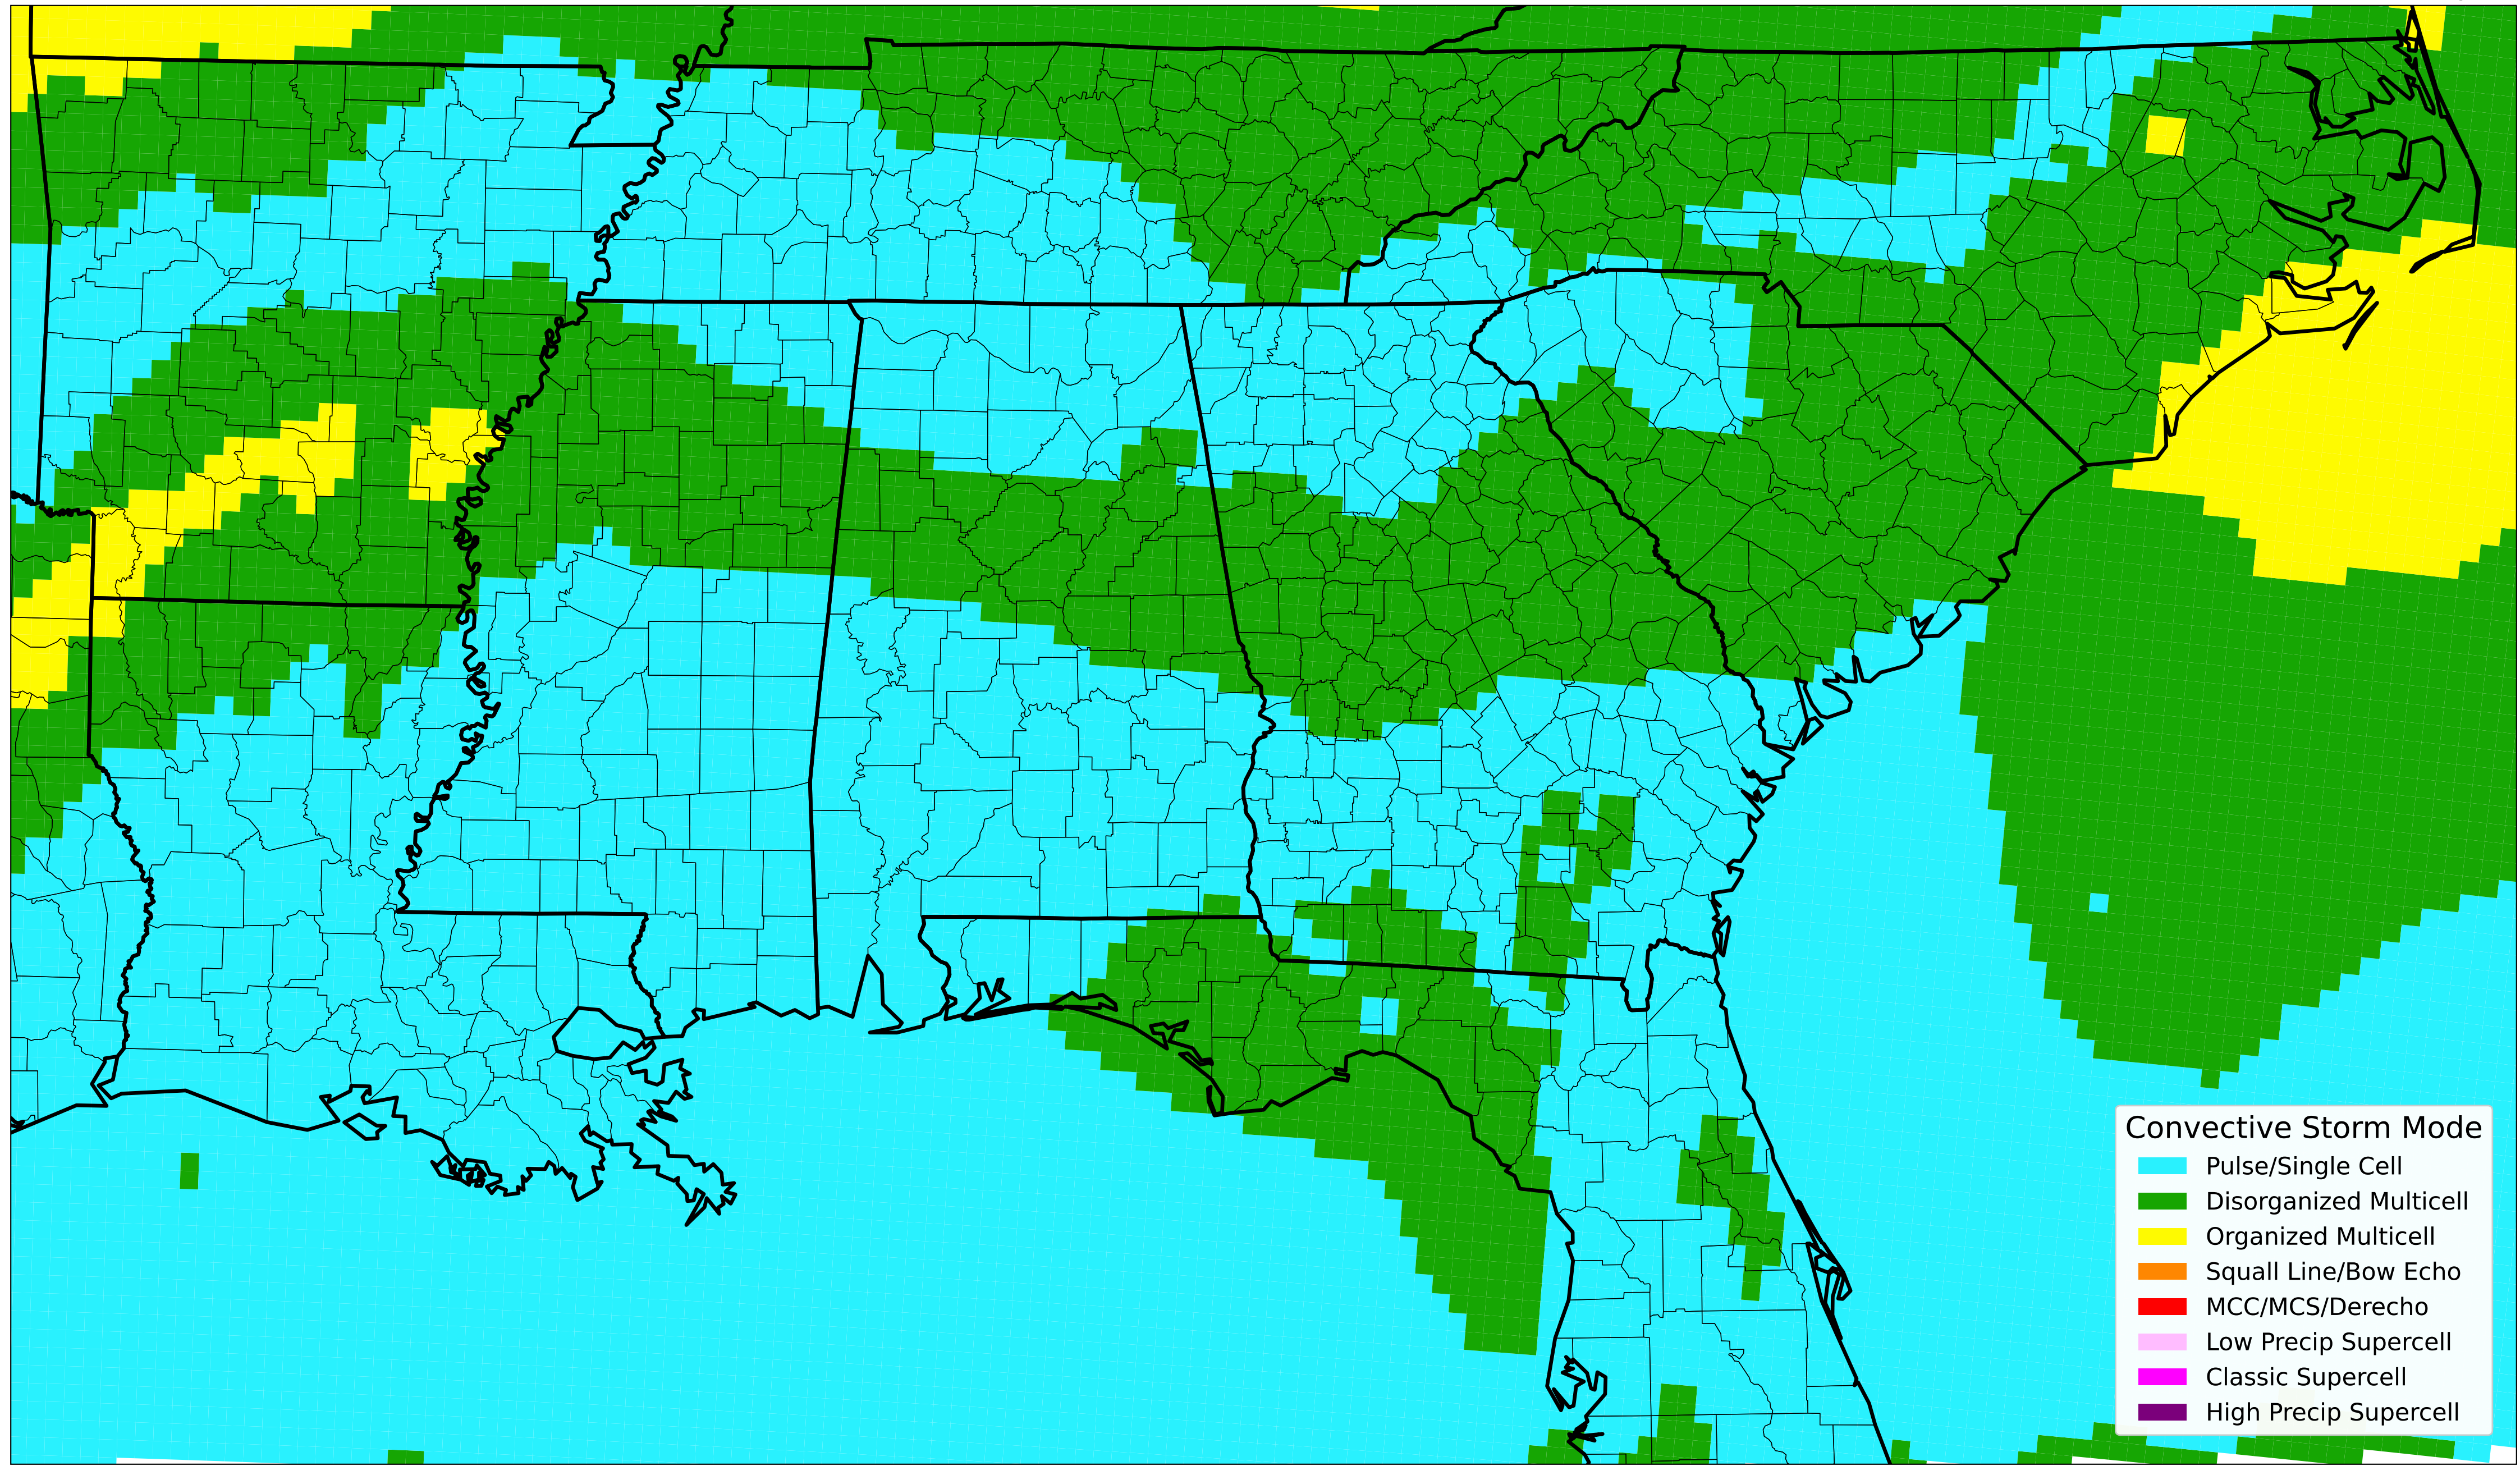 Convective Storm Mode
Pulse/Single Cell
Disorganized Multicell
Organized Multicell
Squall Line/Bow Echo
MCC/MCS/Derecho
Low Precip Supercell
Classic Supercell
High Precip Supercell